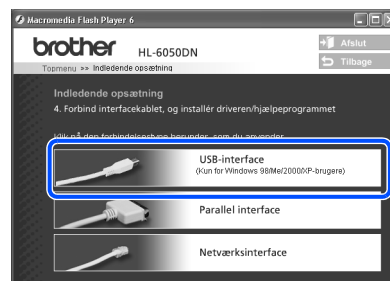 Macromedia Flash Player 6
brother HL-6050DN
Afslut
Topmenu >> Indledende opsætning
Tilbage
Indledende opsætning
4. Forbind interfacekablet, og installér driveren/hjælpeprogrammet
Klik på den forbindelsestype herunder, som du anvender
USB-interface
(Kun for Windows 98/Me/2000/XP-brugere)
Parallel interface
Netværksinterface